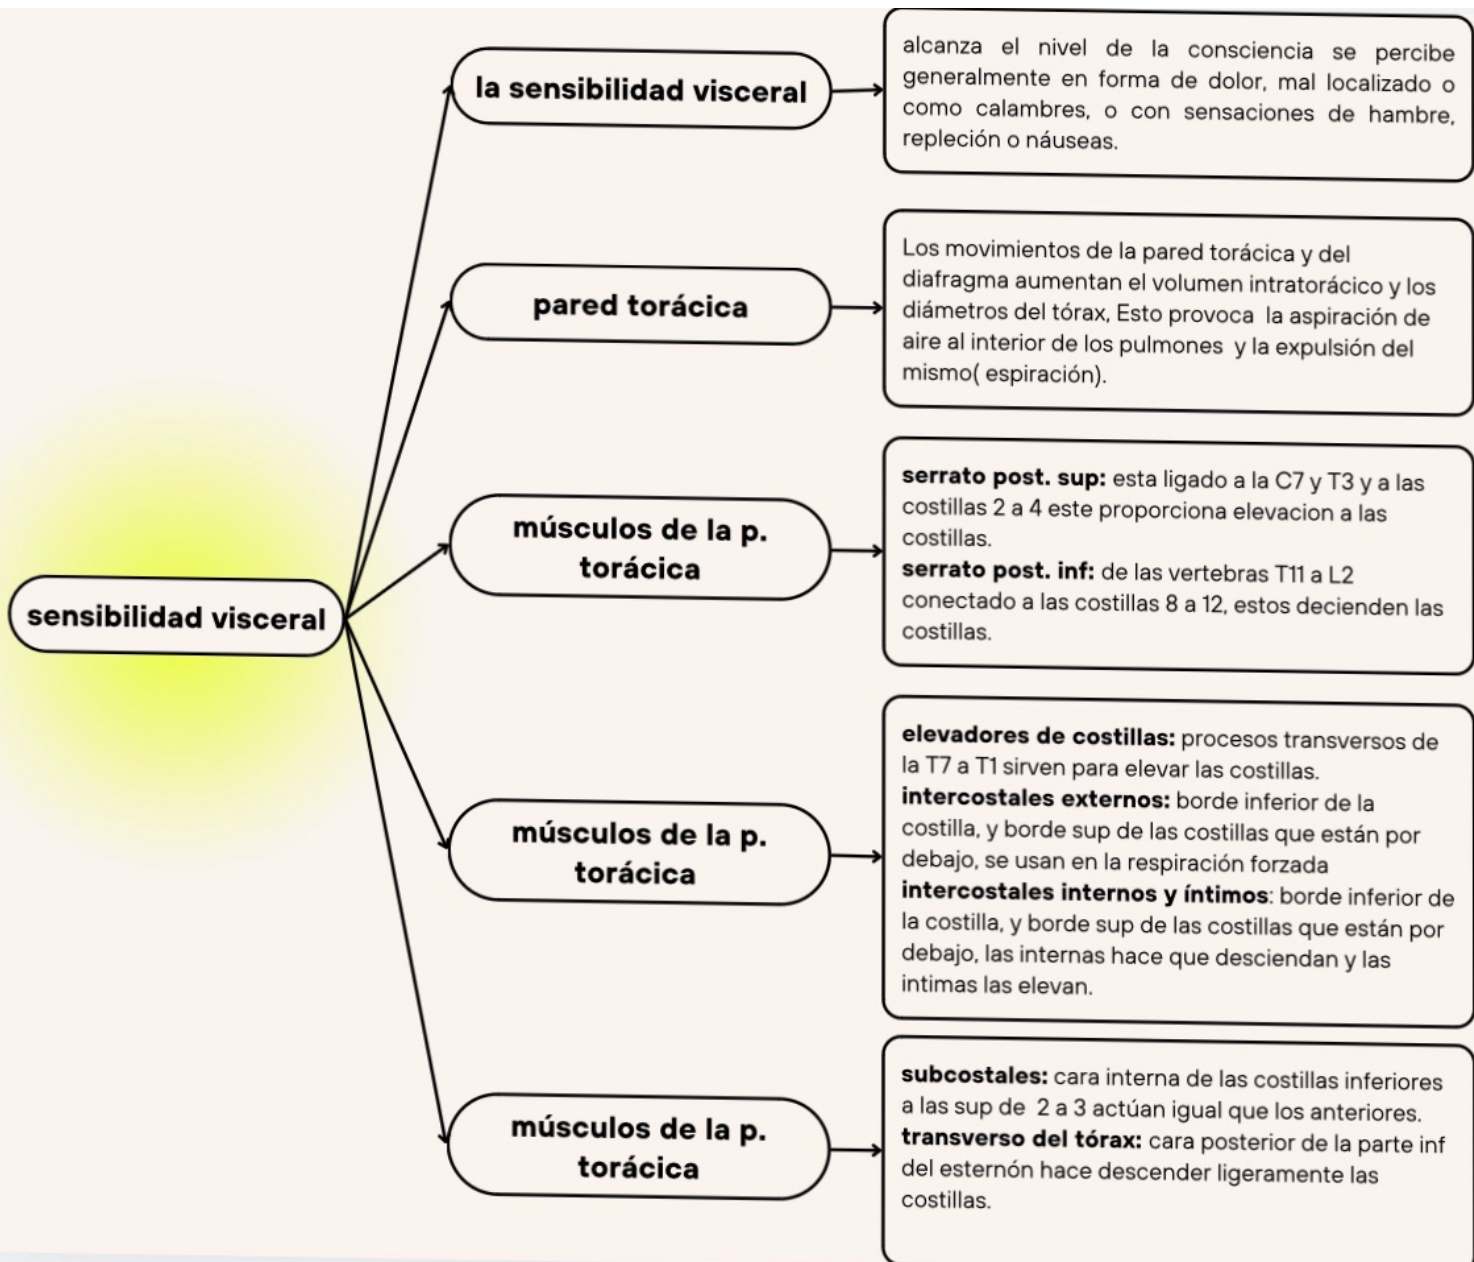 la sensibilidad visceral
alcanza el nivel de la consciencia se percibe
generalmente en forma de dolor, mal localizado o
como calambres, o con sensaciones de hambre,
repleción o náuseas.
pared torácica
Los movimientos de la pared torácica y del
diafragma aumentan el volumen intratorácico y los
diámetros del tórax, Esto provoca la aspiración de
aire al interior de los pulmones y la expulsión del
mismo( espiración).
sensibilidad visceral
músculos de la p.
torácica
serrato post. sup: esta ligado a la C7 y T3 y a las
costillas 2 a 4 este proporciona elevacion a las
costillas.
serrato post. inf: de las vertebras T11 a L2
conectado a las costillas 8 a 12, estos decienden las
costillas.
músculos de la p.
torácica
elevadores de costillas: procesos transversos de
la T7 a T1 sirven para elevar las costillas.
intercostales externos: borde inferior de la
costilla, y borde sup de las costillas que están por
debajo, se usan en la respiración forzada
intercostales internos y íntimos: borde inferior de
la costilla, y borde sup de las costillas que están por
debajo, las internas hace que desciendan y las
intimas las elevan.
músculos de la p.
torácica
subcostales: cara interna de las costillas inferiores
a las sup de 2 a 3 actúan igual que los anteriores.
transverso del tórax: cara posterior de la parte inf
del esternón hace descender ligeramente las
costillas.